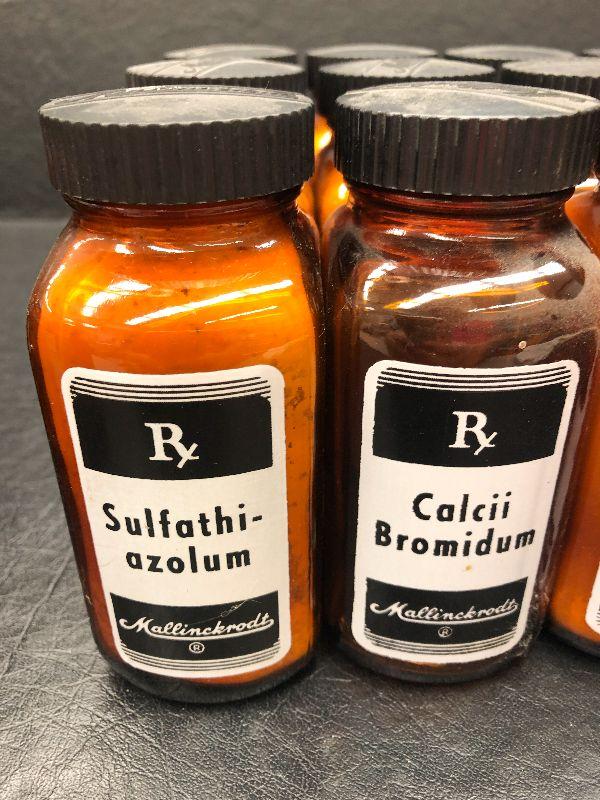 Rx
Sulfathi-
azolum
Mallinckrodt
®
Rx
Calcii
Bromidum
Mallinckrodt
®